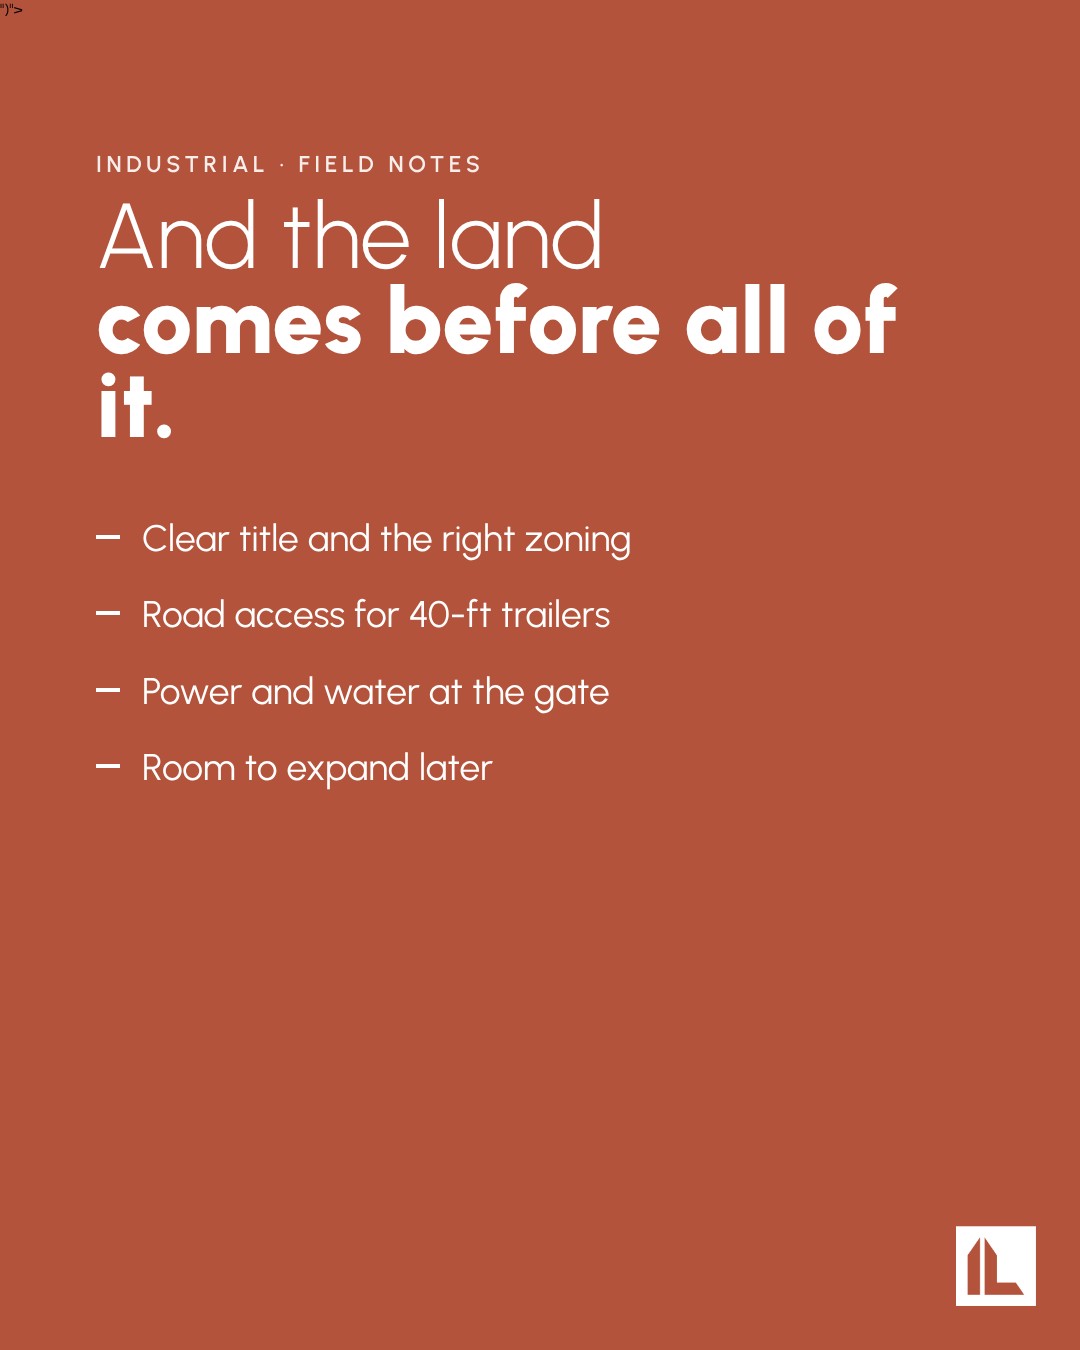 ")">
INDUSTRIAL · FIELD NOTES
And the land
comes before all of
it.
– Clear title and the right zoning
– Road access for 40-ft trailers
– Power and water at the gate
– Room to expand later
IL